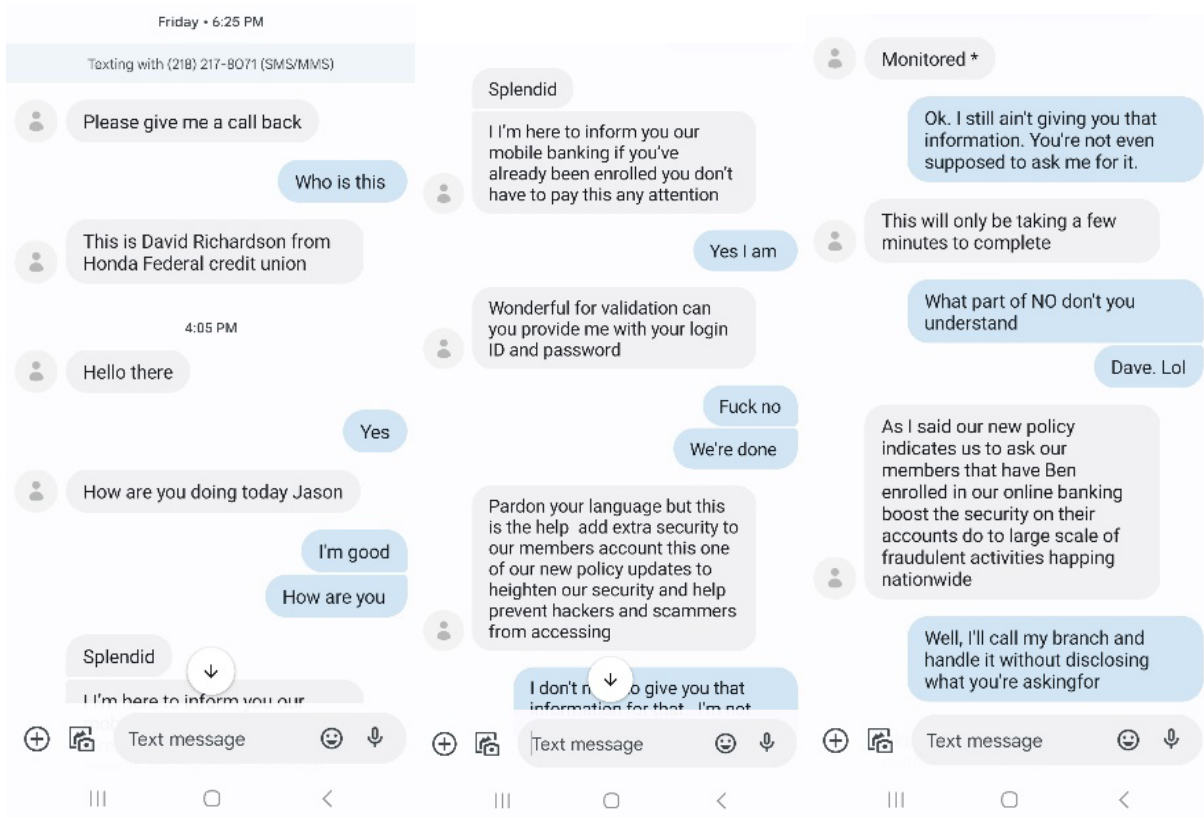 Friday • 6:25 PM
Texting with (218) 217-8071 (SMS/MMS)
Please give me a call back
Who is this
This is David Richardson from
Honda Federal credit union
4:05 PM
Hello there
Yes
How are you doing today Jason
I'm good
How are you
Splendid
I I'm here to inform you our
Text message
Splendid
I I'm here to inform you our
mobile banking if you've
already been enrolled you don't
have to pay this any attention
Yes I am
Wonderful for validation can
you provide me with your login
ID and password
Fuck no
We're done
Pardon your language but this
is the help add extra security to
our members account this one
of our new policy updates to
heighten our security and help
prevent hackers and scammers
from accessing
I don't to give you that
information for that. I'm not
Text message
Monitored *
Ok. I still ain't giving you that
information. You're not even
supposed to ask me for it.
This will only be taking a few
minutes to complete
What part of NO don't you
understand
Dave. Lol
As I said our new policy
indicates us to ask our
members that have Ben
enrolled in our online banking
boost the security on their
accounts do to large scale of
fraudulent activities happing
nationwide
Well, I'll call my branch and
handle it without disclosing
what you're askingfor
Text message